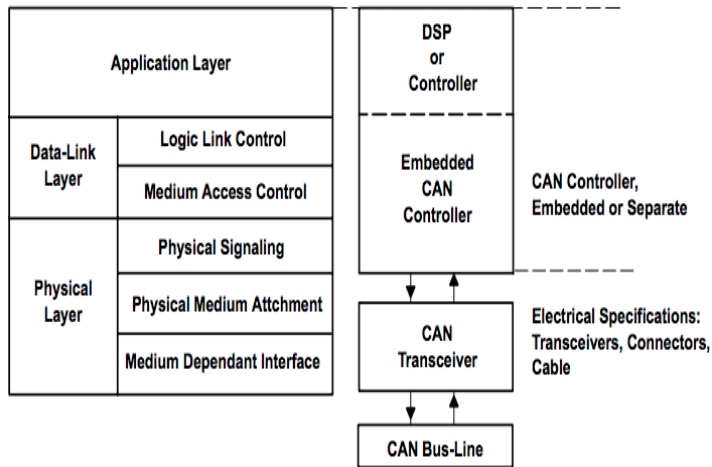 Application Layer
Data-Link
Layer
Logic Link Control
Medium Access Control
Physical
Layer
Physical Signaling
Physical Medium Attchment
Medium Dependant Interface
DSP
or
Controller
Embedded
CAN
Controller
CAN
Transceiver
CAN Bus-Line
CAN Controller,
Embedded or Separate
Electrical Specifications:
Transceivers, Connectors,
Cable